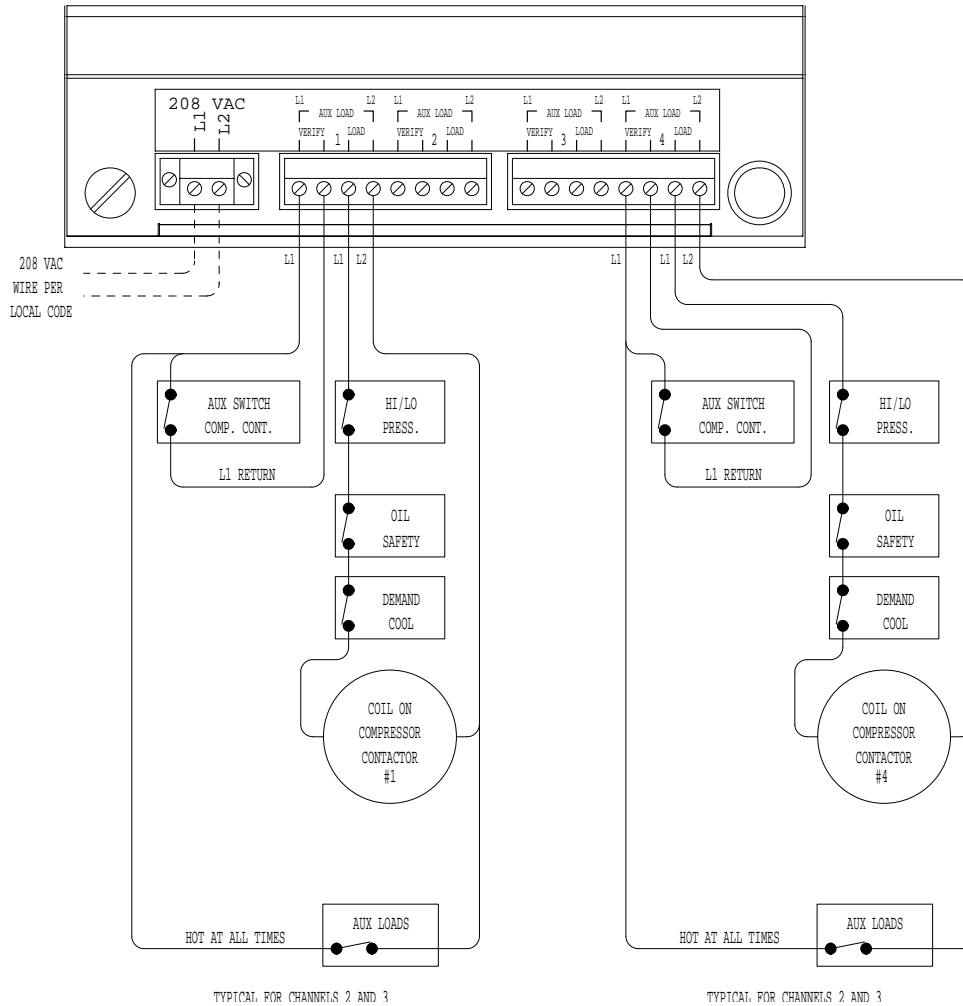 208 VAC
L1
L2
L1 L2 L1 L2 L1 L2 L1 L2
AUX LOAD AUX LOAD AUX LOAD AUX LOAD
VERIFY 1 LOAD VERIFY 2 LOAD VERIFY 3 LOAD VERIFY 4 LOAD
208 VAC
WIRE PER
LOCAL CODE
L1 L1 L2 L1 L1 L2
AUX SWITCH
COMP. CONT.
HI/LO
PRESS.
AUX SWITCH
COMP. CONT.
HI/LO
PRESS.
L1 RETURN
L1 RETURN
OIL
SAFETY
OIL
SAFETY
DEMAND
COOL
DEMAND
COOL
COIL ON
COMPRESSOR
CONTACTOR
#1
COIL ON
COMPRESSOR
CONTACTOR
#4
HOT AT ALL TIMES
AUX LOADS
HOT AT ALL TIMES
AUX LOADS
TYPICAL FOR CHANNELS 2 AND 3
TYPICAL FOR CHANNELS 2 AND 3